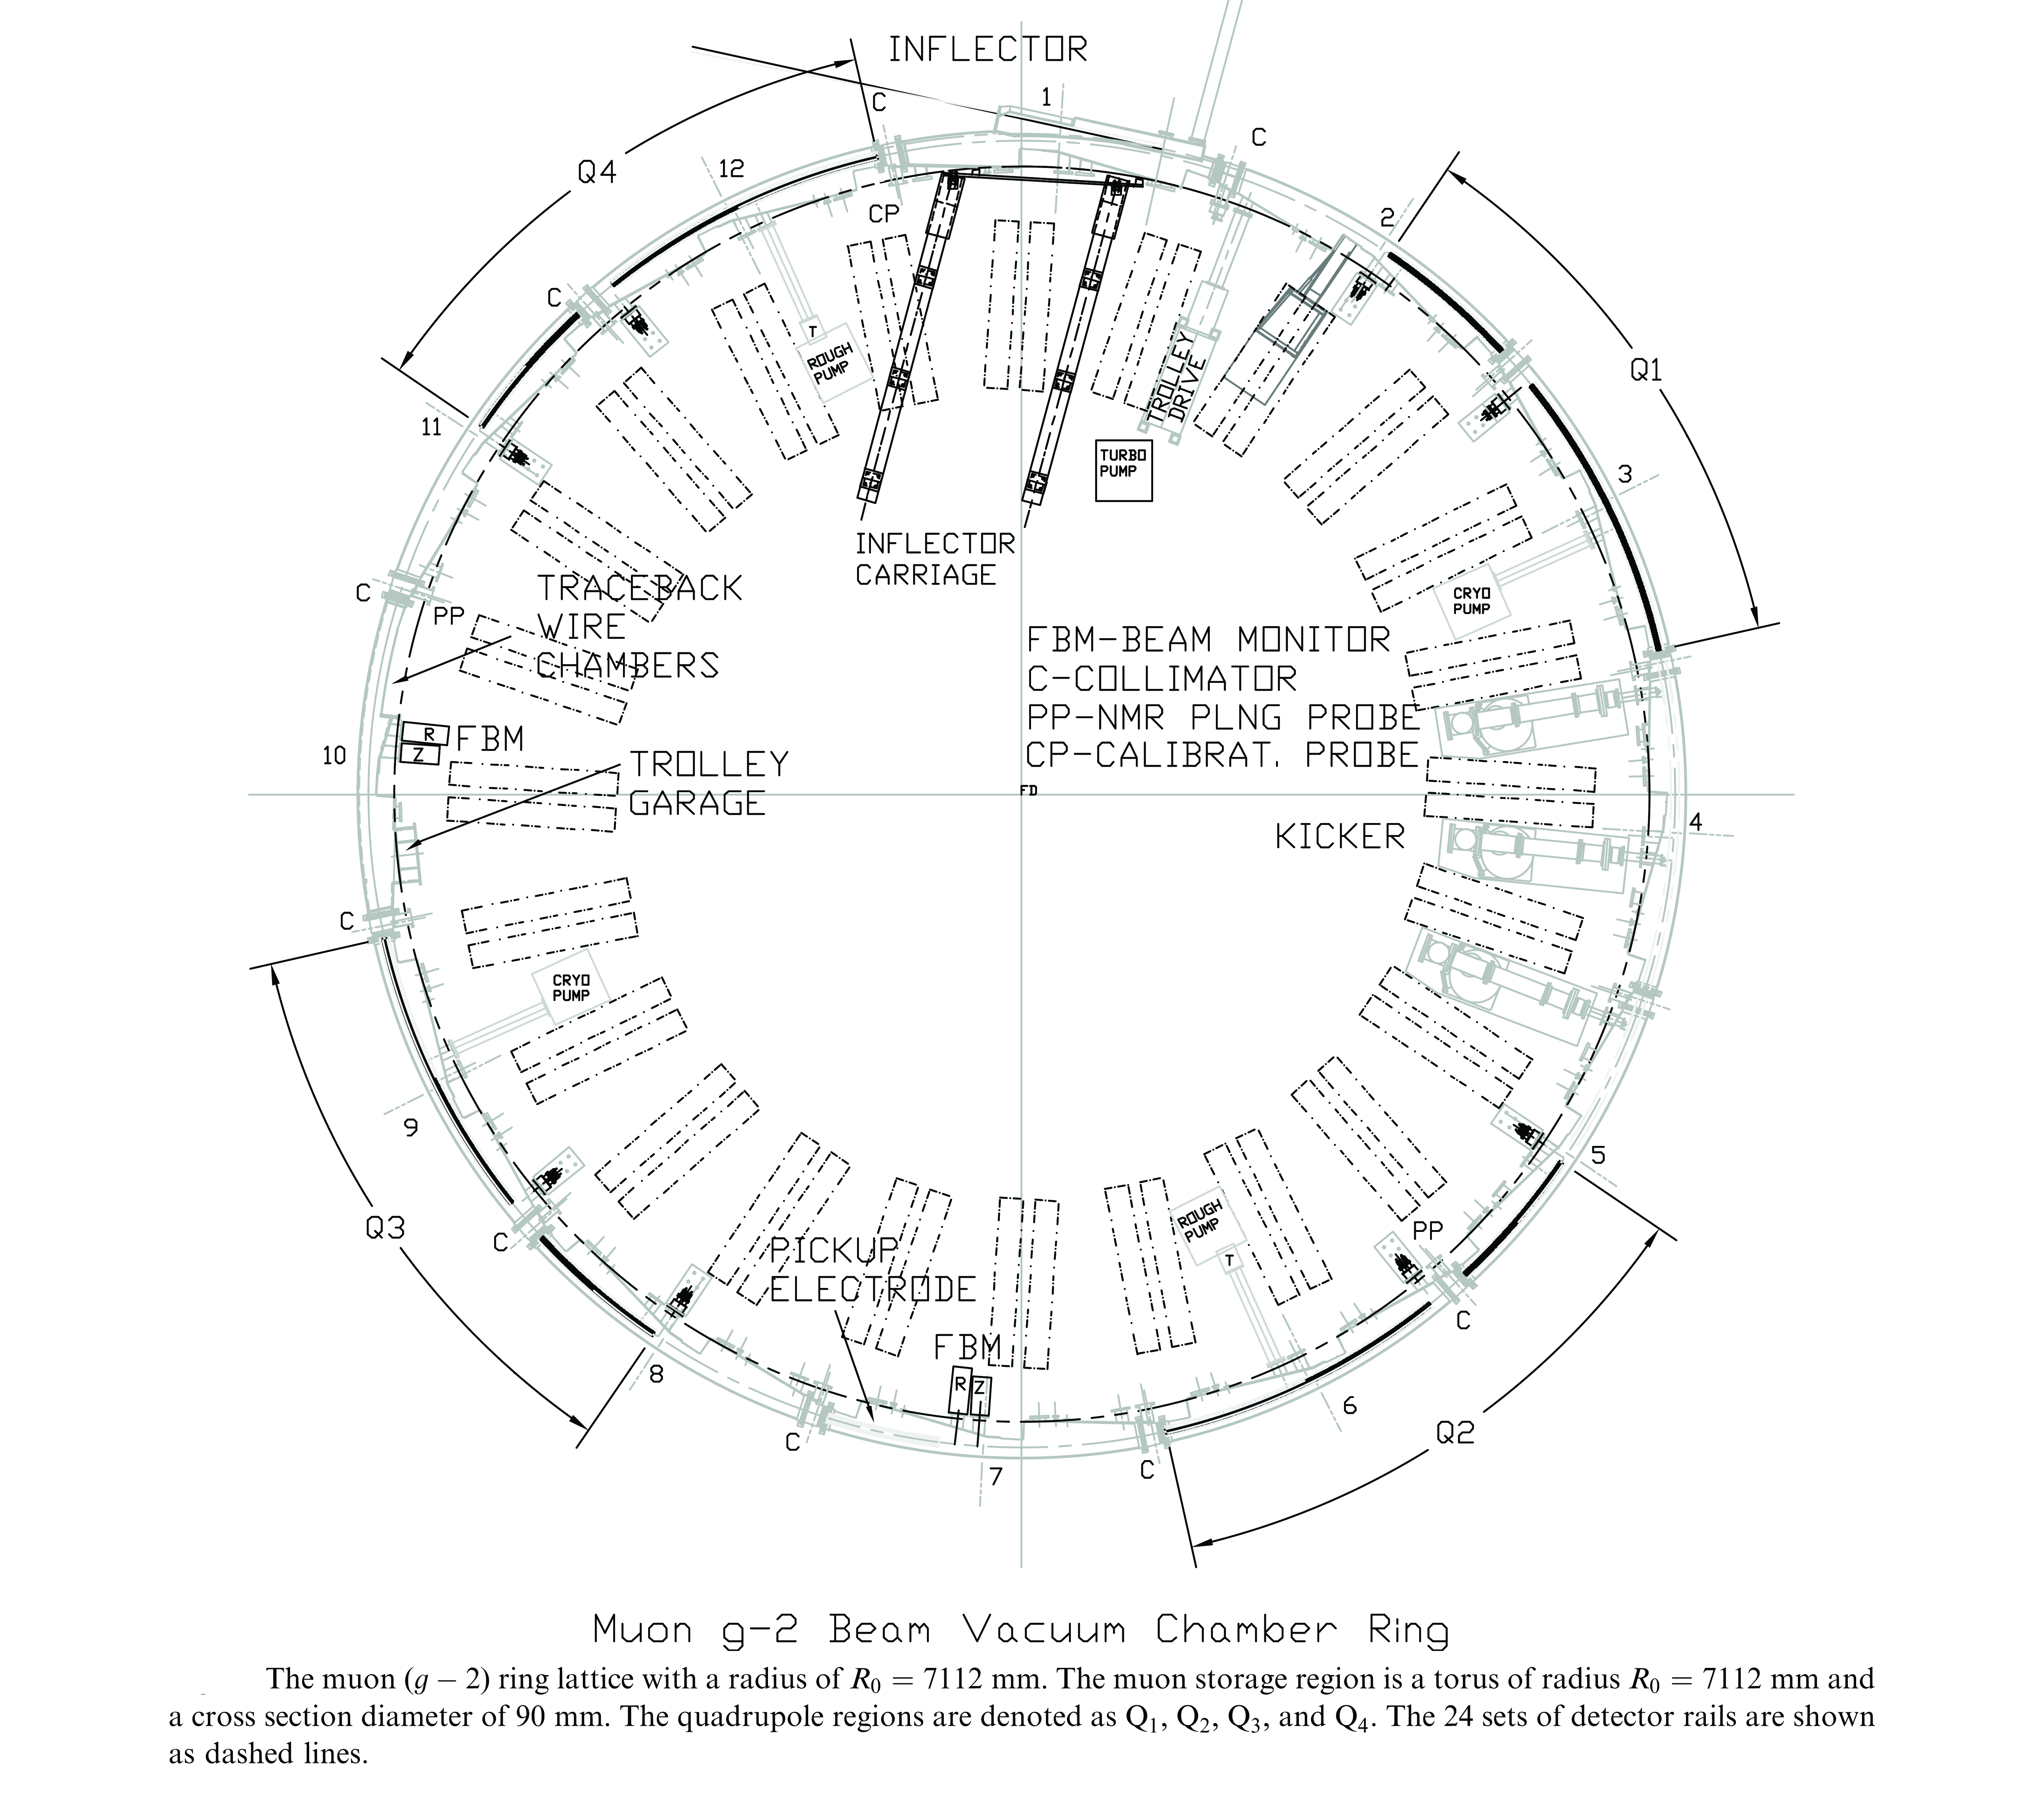 INFLECTOR
1
C
C
Q4
12
2
CP
C
T
ROUGH
PUMP
TROLLEY
DRIVE
Q1
11
TURBO
PUMP
3
INFLECTOR
CARRIAGE
C
PP
TRACEBACK
WIRE
CHAMBERS
CRYO
PUMP
FBM-BEAM MONITOR
C-COLLIMATOR
PP-NMR PLNG PROBE
CP-CALIBRAT. PROBE
R
Z
FBM
10
TROLLEY
GARAGE
FD
KICKER
4
C
CRYO
PUMP
9
5
Q3
C
ROUGH
PUMP
T
PP
PICKUP
ELECTRODE
C
FBM
R
Z
8
6
Q2
C
C
7
Muon g-2 Beam Vacuum Chamber Ring
The muon (g − 2) ring lattice with a radius of R₀ = 7112 mm. The muon storage region is a torus of radius R₀ = 7112 mm and
a cross section diameter of 90 mm. The quadrupole regions are denoted as Q₁, Q₂, Q₃, and Q₄. The 24 sets of detector rails are shown
as dashed lines.